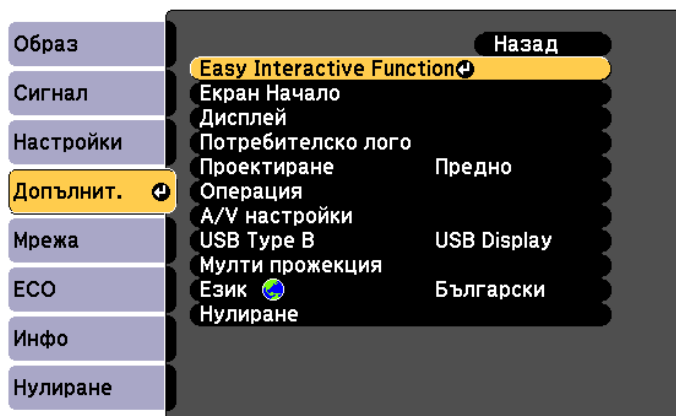 Образ
Сигнал
Настройки
Допълнит.
Мрежа
ECO
Инфо
Нулиране
Назад
Easy Interactive Function
Екран Начало
Дисплей
Потребителско лого
Проектиране Предно
Операция
A/V настройки
USB Type B USB Display
Мулти прожекция
Език Български
Нулиране